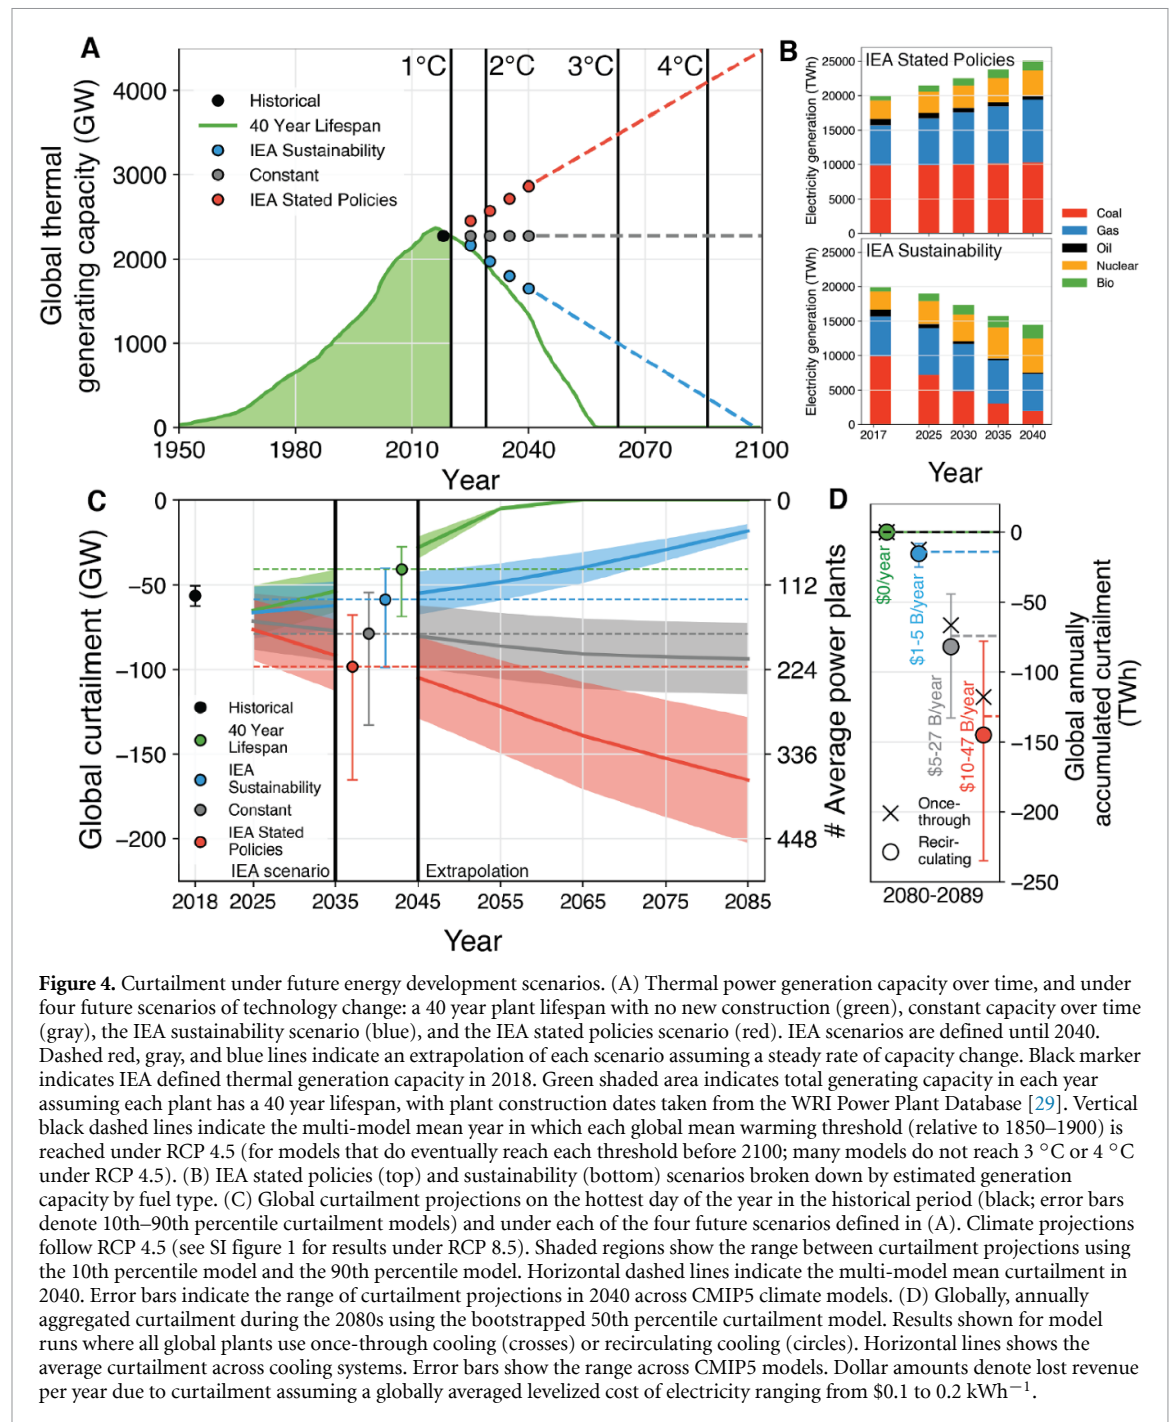 A
Global thermal
generating capacity (GW)
4000
3000
2000
1000
0
1950
1980
2010
2040
2070
2100
Year
1°C
2°C
3°C
4°C
Historical
40 Year Lifespan
IEA Sustainability
Constant
IEA Stated Policies
B
IEA Stated Policies
Electricity generation (TWh)
25000
20000
15000
10000
5000
0
IEA Sustainability
Electricity generation (TWh)
25000
20000
15000
10000
5000
0
2017
2025
2030
2035
2040
Year
Coal
Gas
Oil
Nuclear
Bio
C
Global curtailment (GW)
0
−50
−100
−150
−200
Historical
40 Year
Lifespan
IEA
Sustainability
Constant
IEA Stated
Policies
IEA scenario
Extrapolation
2018
2025
2035
2045
2055
2065
2075
2085
Year
0
112
224
336
448
# Average power plants
D
$0/year
$1-5 B/year
$5-27 B/year
$10-47 B/year
Once-
through
Recir-
culating
2080-2089
0
−50
−100
−150
−200
−250
Global annually
accumulated curtailment
(TWh)
Figure 4. Curtailment under future energy development scenarios. (A) Thermal power generation capacity over time, and under
four future scenarios of technology change: a 40 year plant lifespan with no new construction (green), constant capacity over time
(gray), the IEA sustainability scenario (blue), and the IEA stated policies scenario (red). IEA scenarios are defined until 2040.
Dashed red, gray, and blue lines indicate an extrapolation of each scenario assuming a steady rate of capacity change. Black marker
indicates IEA defined thermal generation capacity in 2018. Green shaded area indicates total generating capacity in each year
assuming each plant has a 40 year lifespan, with plant construction dates taken from the WRI Power Plant Database [29]. Vertical
black dashed lines indicate the multi-model mean year in which each global mean warming threshold (relative to 1850–1900) is
reached under RCP 4.5 (for models that do eventually reach each threshold before 2100; many models do not reach 3 °C or 4 °C
under RCP 4.5). (B) IEA stated policies (top) and sustainability (bottom) scenarios broken down by estimated generation
capacity by fuel type. (C) Global curtailment projections on the hottest day of the year in the historical period (black; error bars
denote 10th–90th percentile curtailment models) and under each of the four future scenarios defined in (A). Climate projections
follow RCP 4.5 (see SI figure 1 for results under RCP 8.5). Shaded regions show the range between curtailment projections using
the 10th percentile model and the 90th percentile model. Horizontal dashed lines indicate the multi-model mean curtailment in
2040. Error bars indicate the range of curtailment projections in 2040 across CMIP5 climate models. (D) Globally, annually
aggregated curtailment during the 2080s using the bootstrapped 50th percentile curtailment model. Results shown for model
runs where all global plants use once-through cooling (crosses) or recirculating cooling (circles). Horizontal lines shows the
average curtailment across cooling systems. Error bars show the range across CMIP5 models. Dollar amounts denote lost revenue
per year due to curtailment assuming a globally averaged levelized cost of electricity ranging from $0.1 to 0.2 kWh⁻¹.